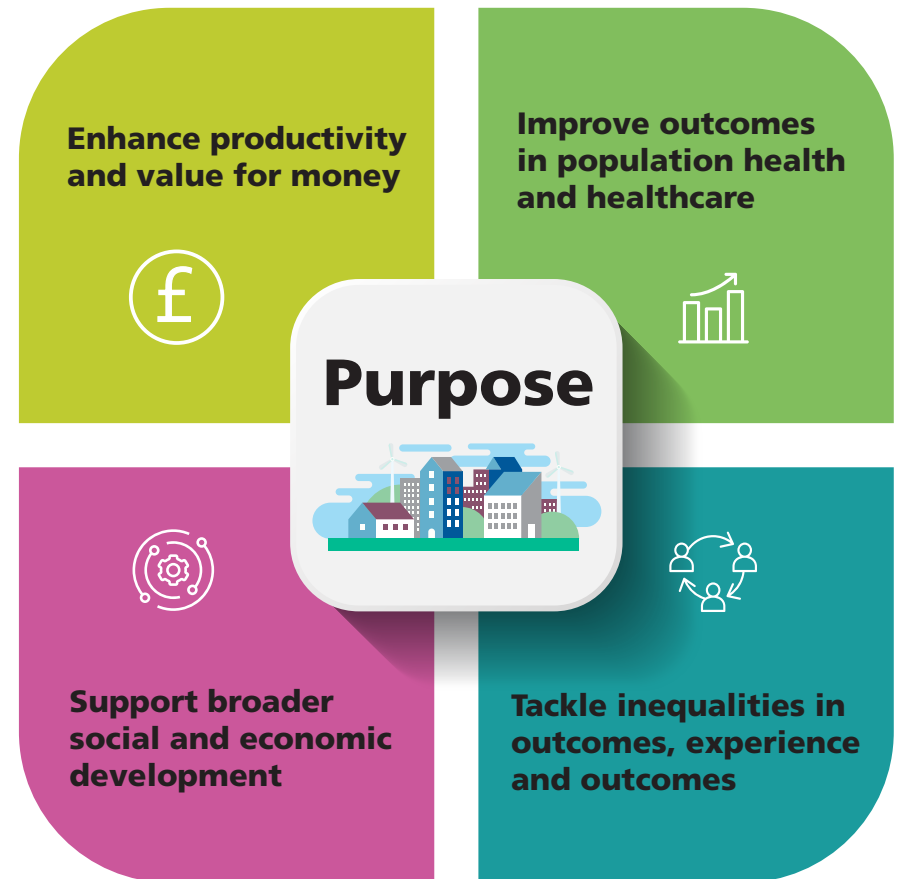 Enhance productivity
and value for money
£
Improve outcomes
in population health
and healthcare
Purpose
Support broader
social and economic
development
Tackle inequalities in
outcomes, experience
and outcomes